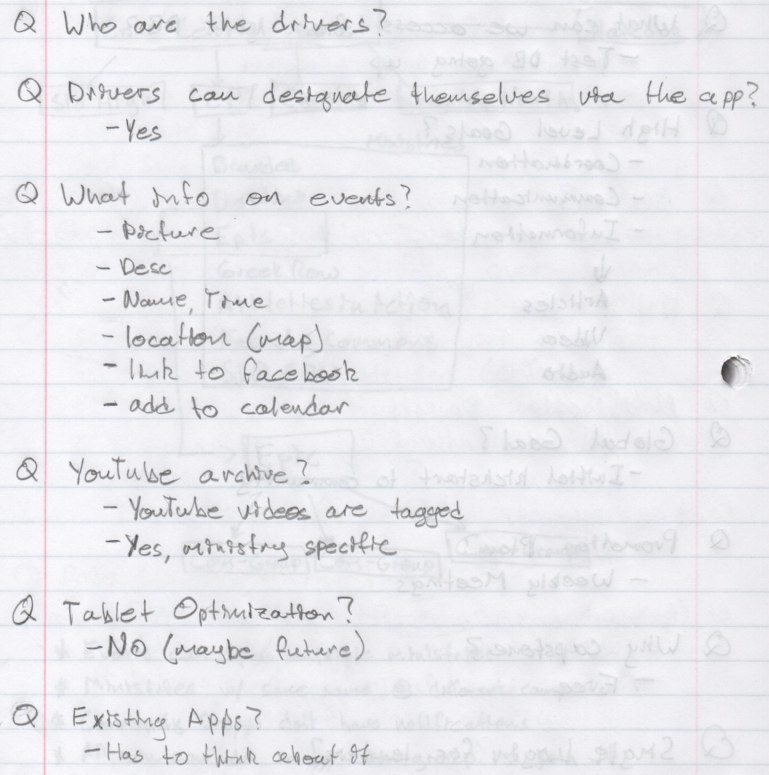 Q Who are the drivers?
Q Drivers can designate themselves via the app?
- Yes
Q What info on events?
- Picture
- Desc
- Name, Time
- location (map)
- link to facebook
- add to calendar
Q YouTube archive?
- YouTube videos are tagged
- Yes, ministry specific
Q Tablet Optimization?
- No (maybe future)
Q Existing Apps?
- Has to think about it